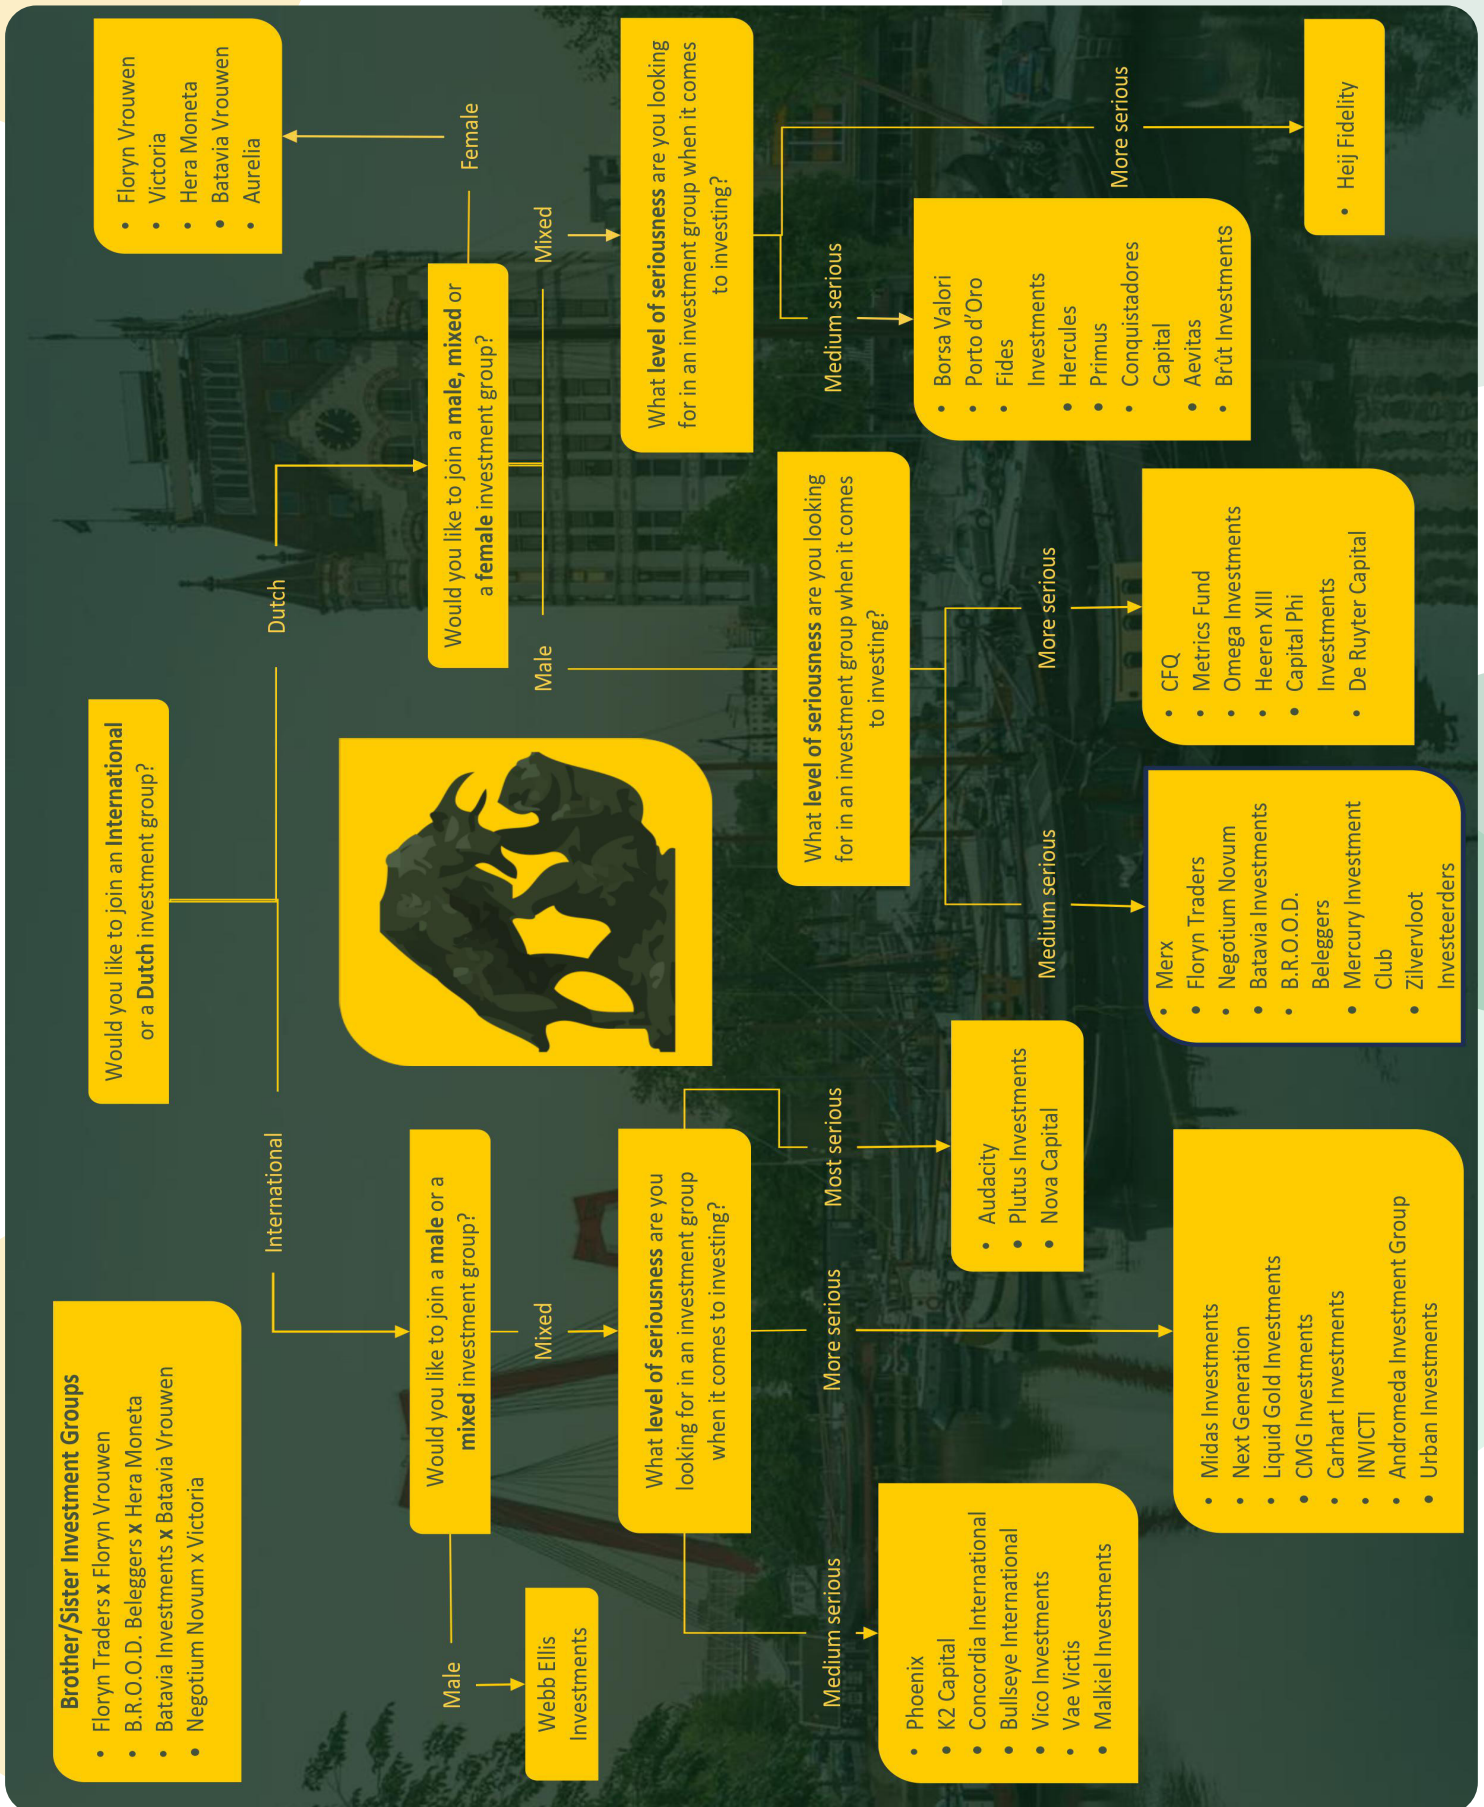 Brother/Sister Investment Groups
• Floryn Traders x Floryn Vrouwen
• B.R.O.O.D. Beleggers x Hera Moneta
• Batavia Investments x Batavia Vrouwen
• Negotium Novum x Victoria
Would you like to join an International
or a Dutch investment group?
International
Dutch
• Floryn Vrouwen
• Victoria
• Hera Moneta
• Batavia Vrouwen
• Aurelia
Would you like to join a male or a
mixed investment group?
Would you like to join a male, mixed or
a female investment group?
Female
Male
Mixed
Male
Mixed
Webb Ellis
Investments
What level of seriousness are you
looking for in an investment group
when it comes to investing?
What level of seriousness are you looking
for in an investment group when it comes
to investing?
What level of seriousness are you looking
for in an investment group when it comes
to investing?
Medium serious
More serious
Most serious
Medium serious
More serious
Medium serious
More serious
• Phoenix
• K2 Capital
• Concordia International
• Bullseye International
• Vico Investments
• Vae Victis
• Malkiel Investments
• Midas Investments
• Next Generation
• Liquid Gold Investments
• CMG Investments
• Carhart Investments
• INVICTI
• Andromeda Investment Group
• Urban Investments
• Audacity
• Plutus Investments
• Nova Capital
• Merx
• Floryn Traders
• Negotium Novum
• Batavia Investments
• B.R.O.O.D.
Beleggers
• Mercury Investment
Club
• Zilvervloot
Investeerders
• CFQ
• Metrics Fund
• Omega Investments
• Heeren XIII
• Capital Phi
Investments
• De Ruyter Capital
• Borsa Valori
• Porto d’Oro
• Fides
Investments
• Hercules
• Primus
• Conquistadores
Capital
• Aevitas
• Brût Investments
• Heij Fidelity